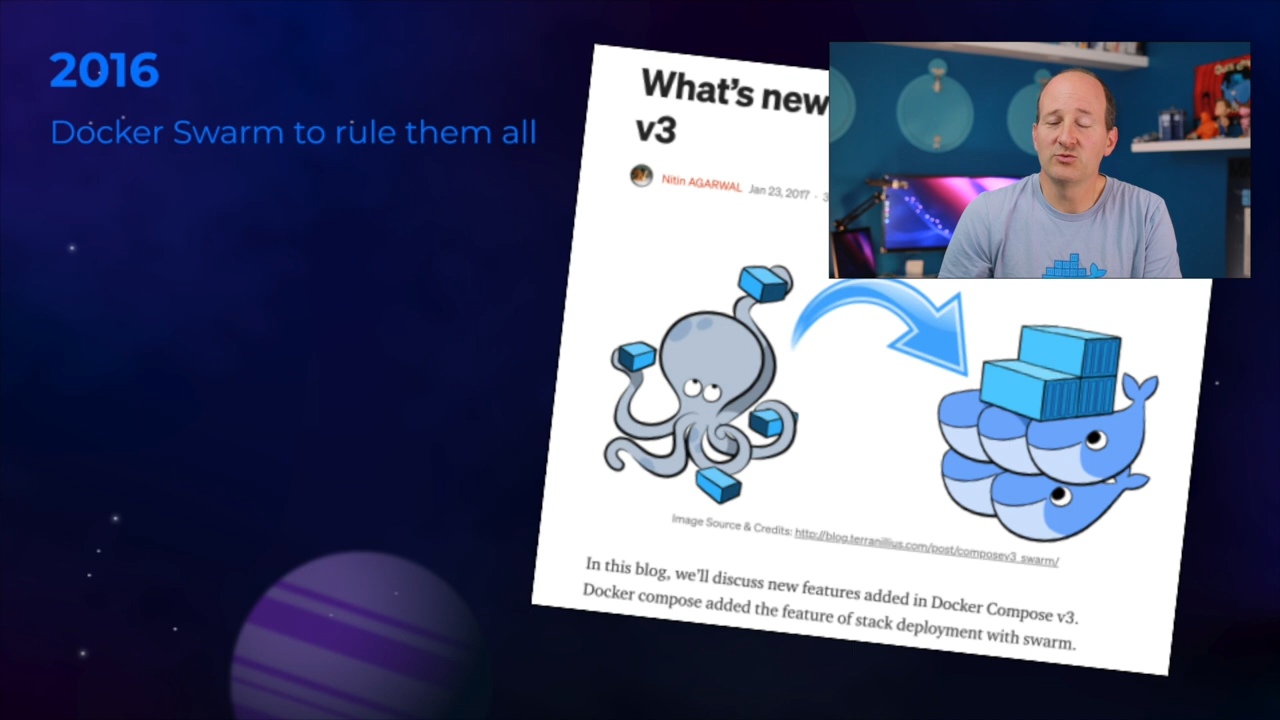 2016
Docker Swarm to rule them all
What's new
v3
Nitin AGARWAL Jan 23, 2017 · 3
Image Source & Credits: http://blog.terranillius.com/post/composev3_swarm/
In this blog, we'll discuss new features added in Docker Compose v3.
Docker compose added the feature of stack deployment with swarm.